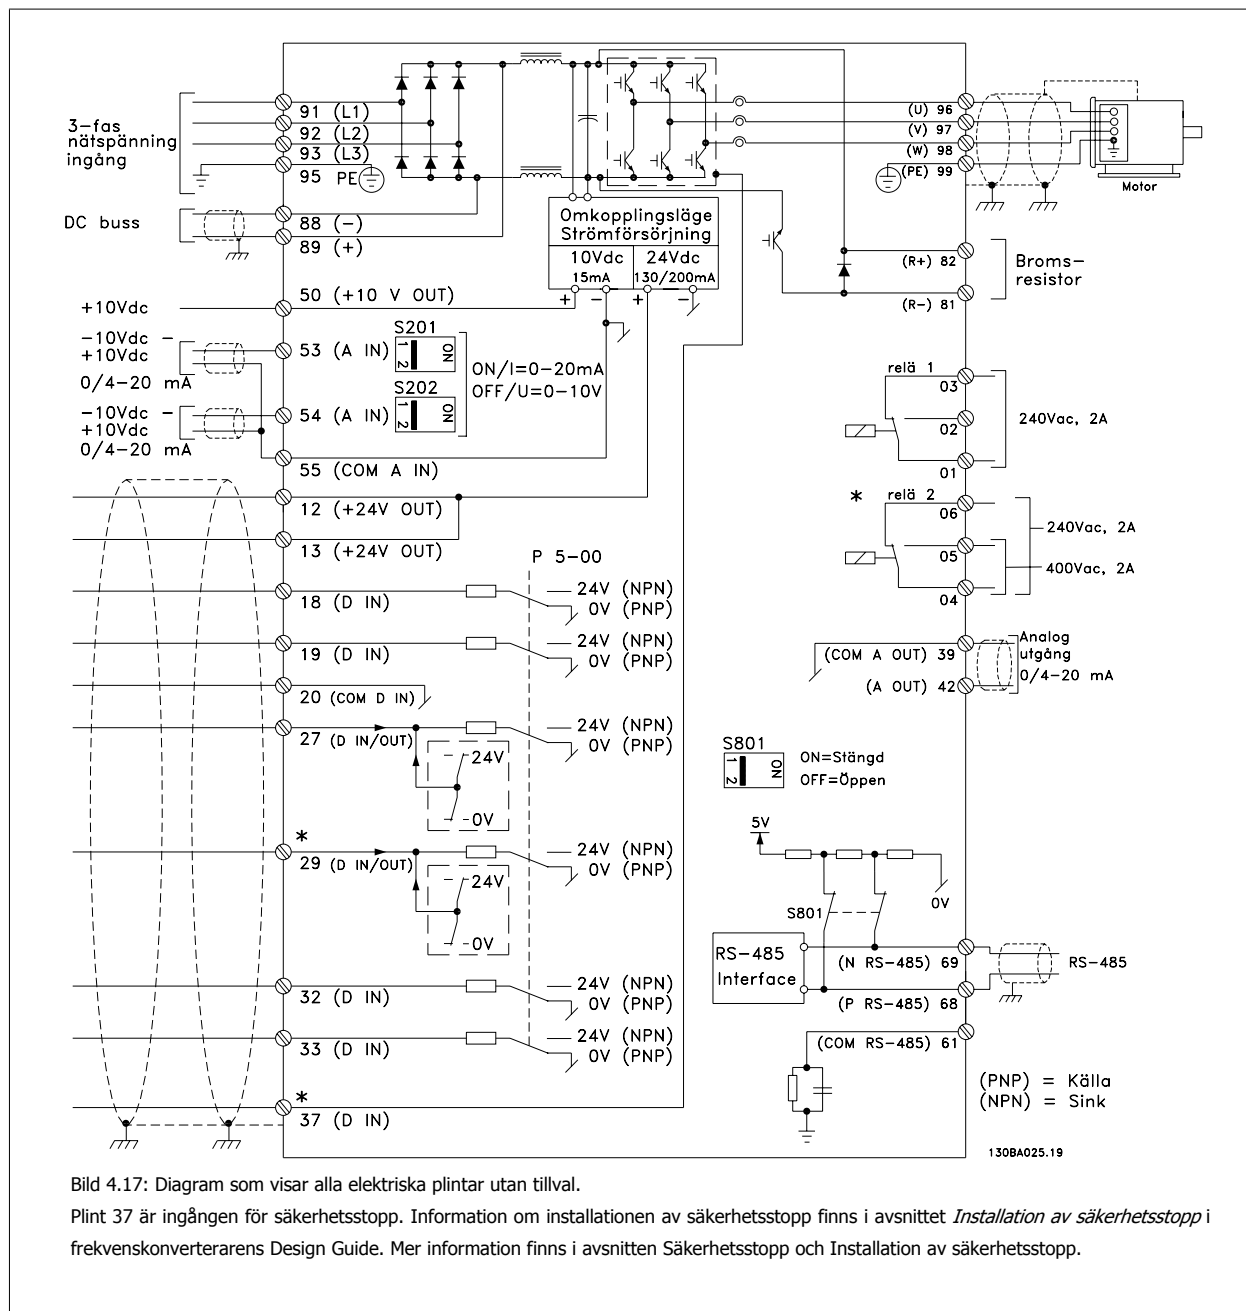 3-fas
nätspänning
ingång
91 (L1)
92 (L2)
93 (L3)
95 PE
DC buss
88 (-)
89 (+)
+10Vdc
50 (+10 V OUT)
-10Vdc -
+10Vdc
0/4-20 mA
53 (A IN)
S201
1 2
ON
ON/I=0-20mA
OFF/U=0-10V
-10Vdc -
+10Vdc
0/4-20 mA
54 (A IN)
S202
1 2
ON
55 (COM A IN)
12 (+24V OUT)
13 (+24V OUT)
P 5-00
18 (D IN)
24V (NPN)
0V (PNP)
19 (D IN)
24V (NPN)
0V (PNP)
20 (COM D IN)
27 (D IN/OUT)
24V (NPN)
0V (PNP)
24V
0V
*
29 (D IN/OUT)
24V (NPN)
0V (PNP)
24V
0V
32 (D IN)
24V (NPN)
0V (PNP)
33 (D IN)
24V (NPN)
0V (PNP)
*
37 (D IN)
Omkopplingsläge
Strömförsörjning
10Vdc
15mA
24Vdc
130/200mA
+ - + -
(U) 96
(V) 97
(W) 98
(PE) 99
Motor
(R+) 82
(R-) 81
Broms-
resistor
relä 1
03
02
01
240Vac, 2A
*
relä 2
06
05
04
240Vac, 2A
400Vac, 2A
(COM A OUT) 39
(A OUT) 42
Analog
utgång
0/4-20 mA
S801
1 2
ON
ON=Stängd
OFF=Öppen
5V
0V
S801
RS-485
Interface
(N RS-485) 69
(P RS-485) 68
RS-485
(COM RS-485) 61
(PNP) = Källa
(NPN) = Sink
130BA025.19
Bild 4.17: Diagram som visar alla elektriska plintar utan tillval.
Plint 37 är ingången för säkerhetsstopp. Information om installationen av säkerhetsstopp finns i avsnittet Installation av säkerhetsstopp i
frekvenskonverterarens Design Guide. Mer information finns i avsnitten Säkerhetsstopp och Installation av säkerhetsstopp.